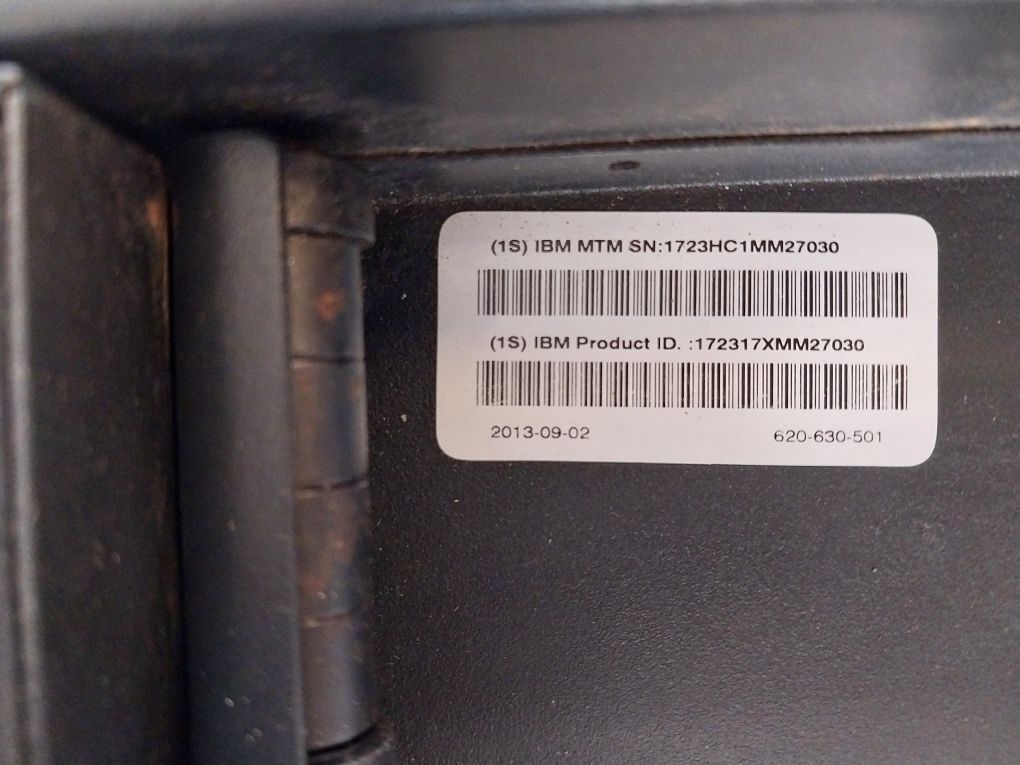 (1S) IBM MTM SN:1723HC1MM27030
(1S) IBM Product ID. :172317XMM27030
2013-09-02 620-630-501